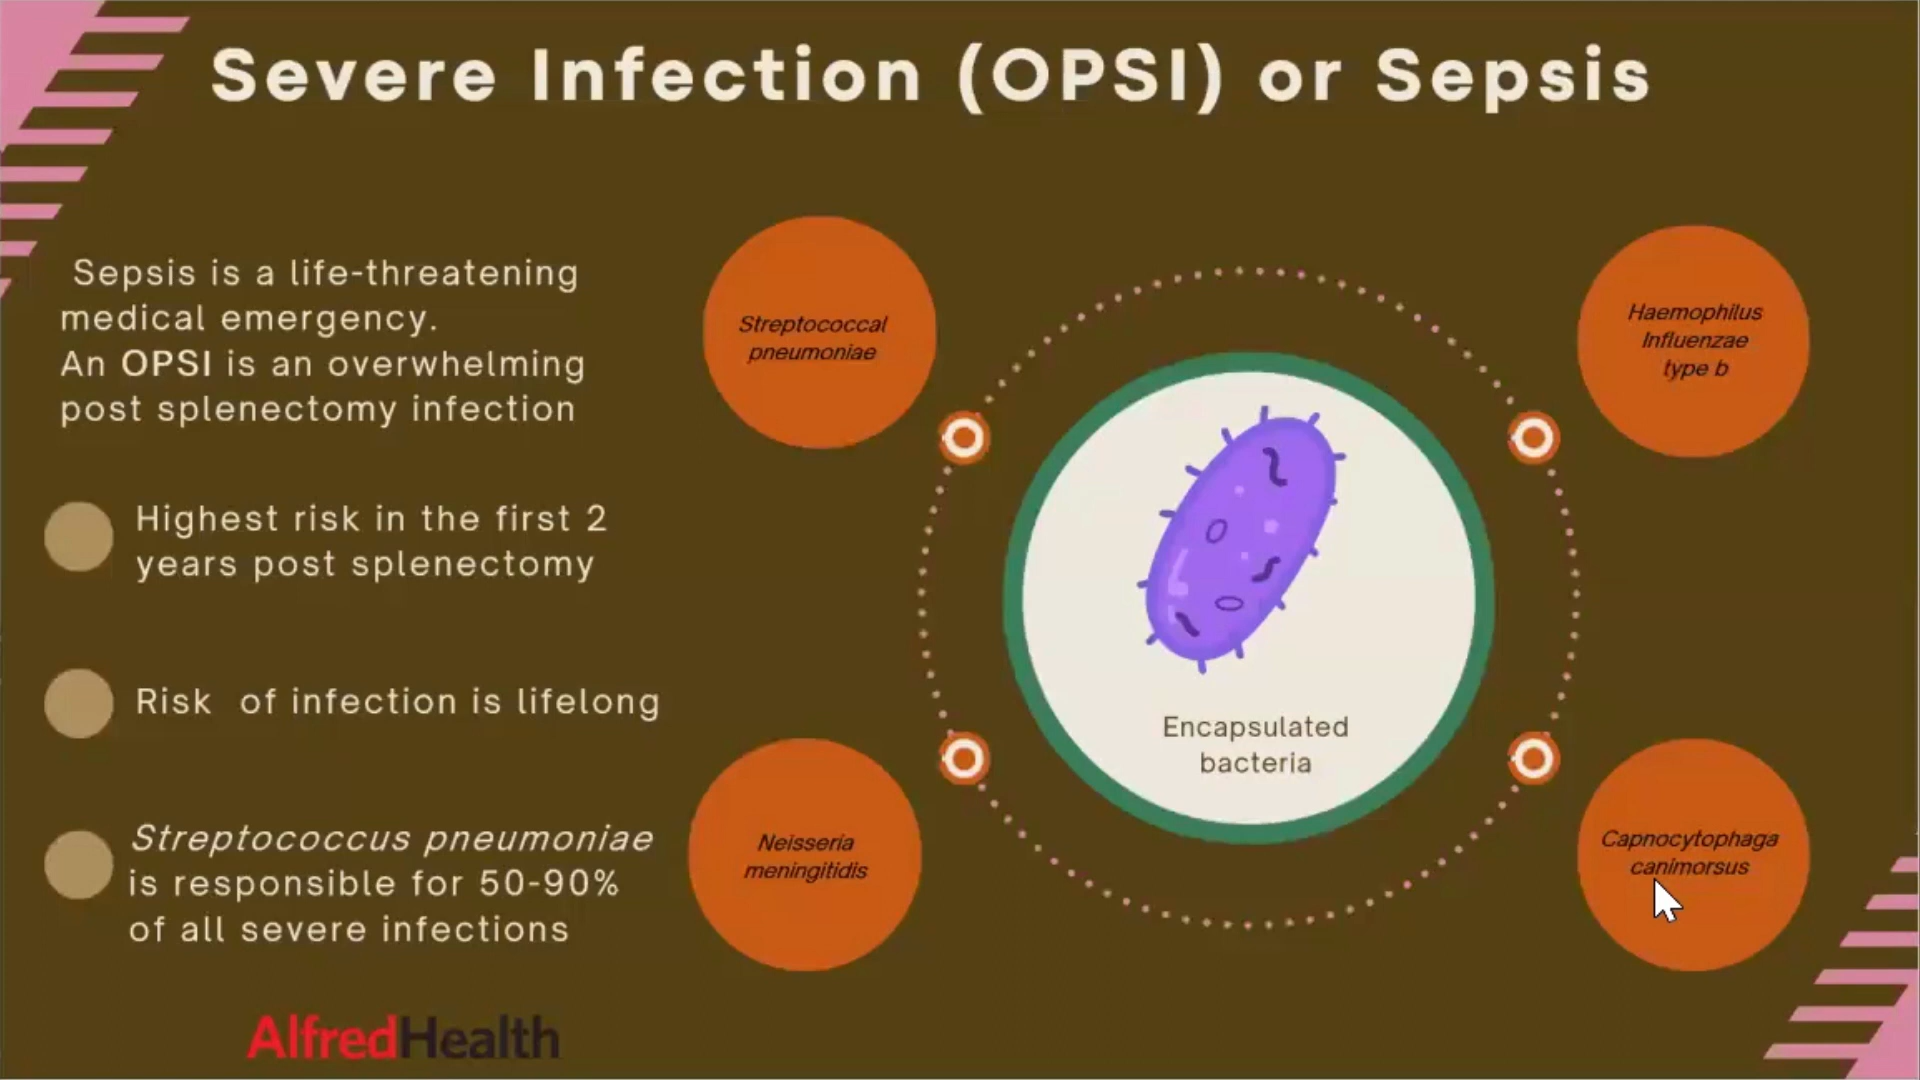 Severe Infection (OPSI) or Sepsis
Sepsis is a life-threatening
medical emergency.
An OPSI is an overwhelming
post splenectomy infection
Highest risk in the first 2
years post splenectomy
Risk of infection is lifelong
Streptococcus pneumoniae
is responsible for 50-90%
of all severe infections
Streptococcal
pneumoniae
Haemophilus
Influenzae
type b
Encapsulated
bacteria
Neisseria
meningitidis
Capnocytophaga
canimorsus
AlfredHealth